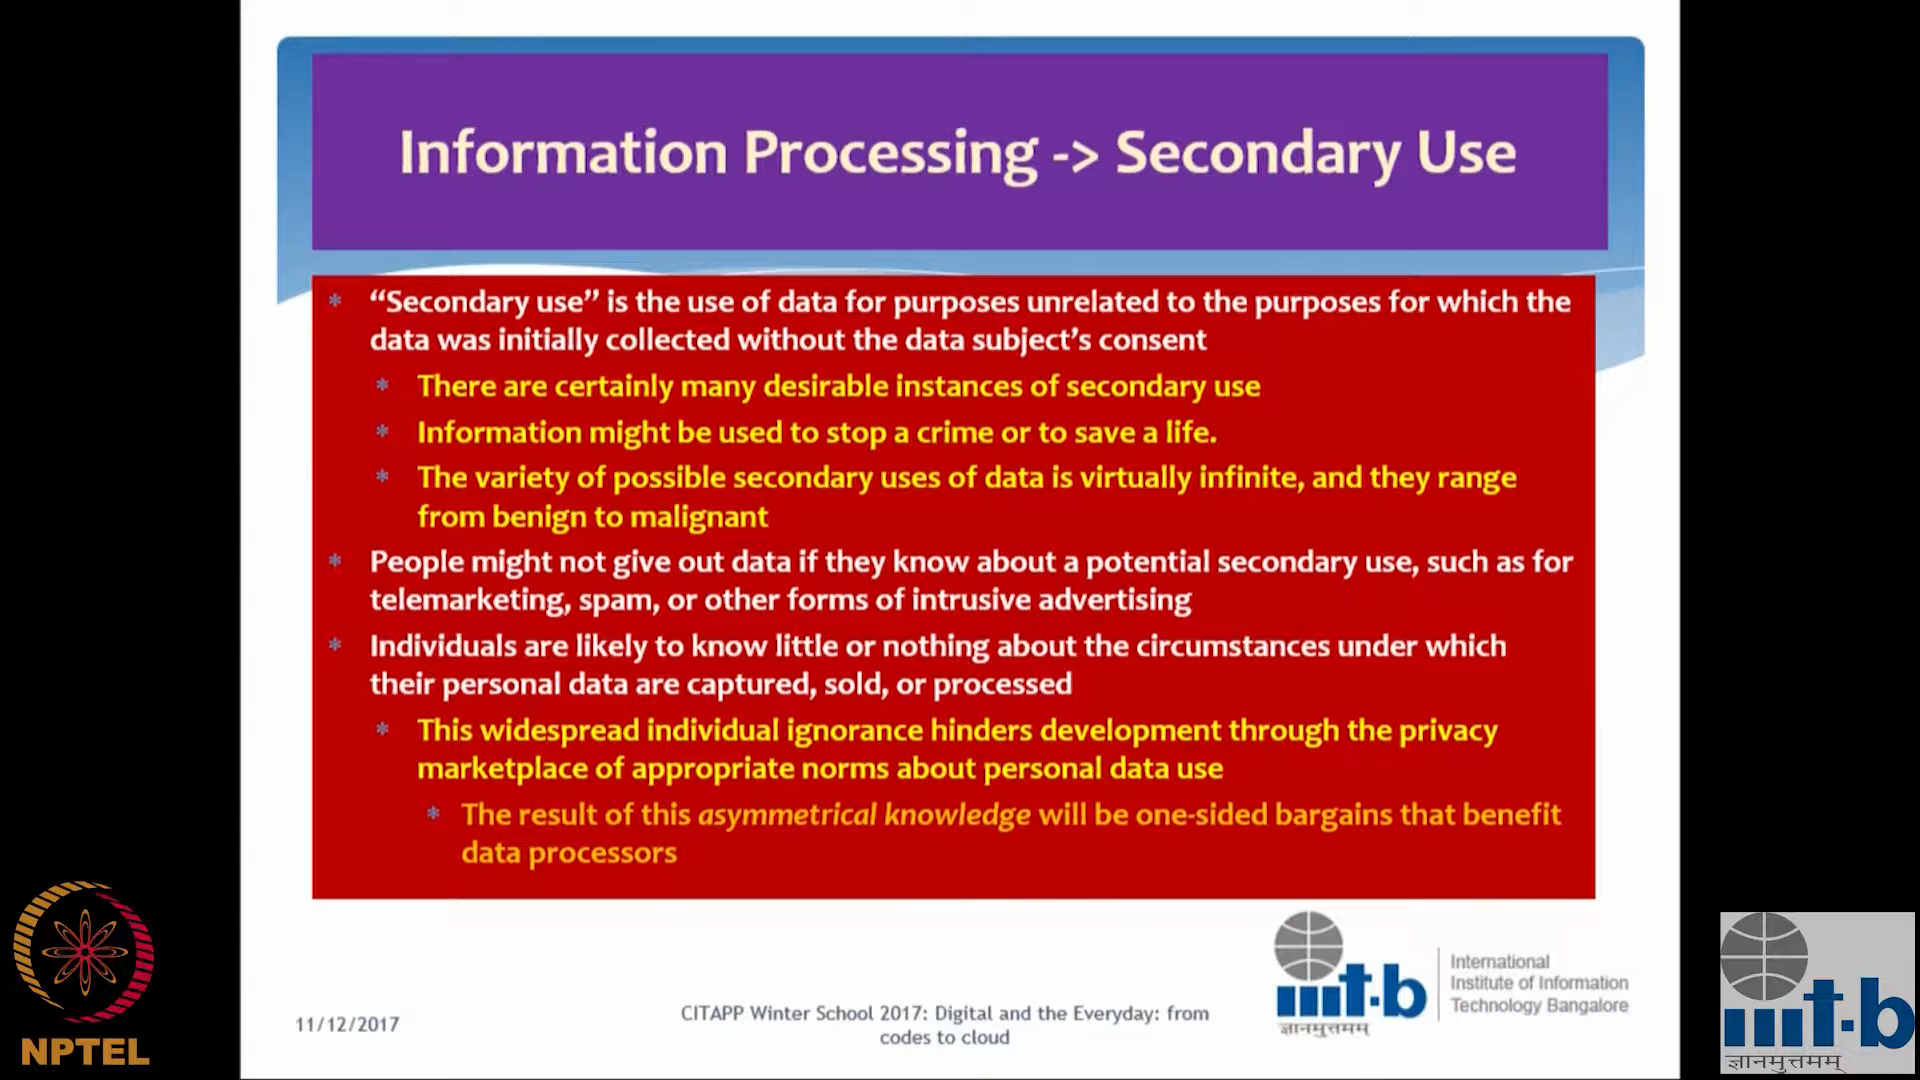 Information Processing -> Secondary Use
* “Secondary use” is the use of data for purposes unrelated to the purposes for which the
data was initially collected without the data subject’s consent
* There are certainly many desirable instances of secondary use
* Information might be used to stop a crime or to save a life.
* The variety of possible secondary uses of data is virtually infinite, and they range
from benign to malignant
* People might not give out data if they know about a potential secondary use, such as for
telemarketing, spam, or other forms of intrusive advertising
* Individuals are likely to know little or nothing about the circumstances under which
their personal data are captured, sold, or processed
* This widespread individual ignorance hinders development through the privacy
marketplace of appropriate norms about personal data use
* The result of this asymmetrical knowledge will be one-sided bargains that benefit
data processors
11/12/2017
CITAPP Winter School 2017: Digital and the Everyday: from
codes to cloud
iiit-b
ज्ञानमुत्तमम्
International
Institute of Information
Technology Bangalore
NPTEL
iiit-b
ज्ञानमुत्तमम्